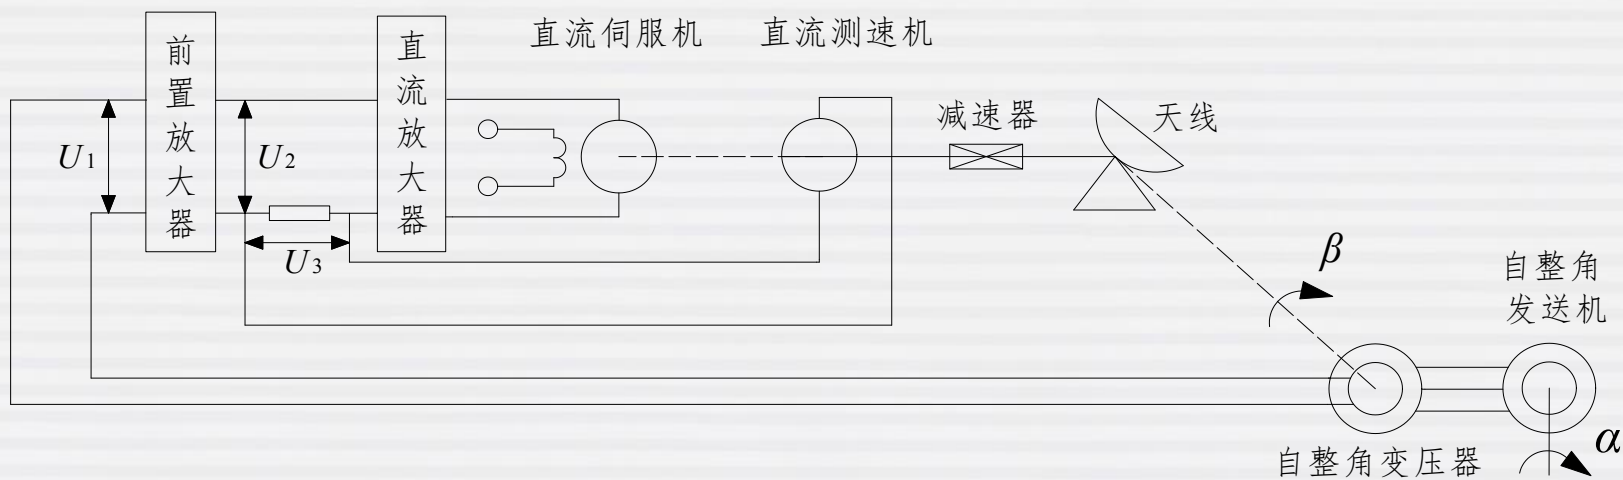 前置放大器
直流放大器
直流伺服机
直流测速机
减速器
天线
U1
U2
U3
β
自整角
发送机
α
自整角变压器